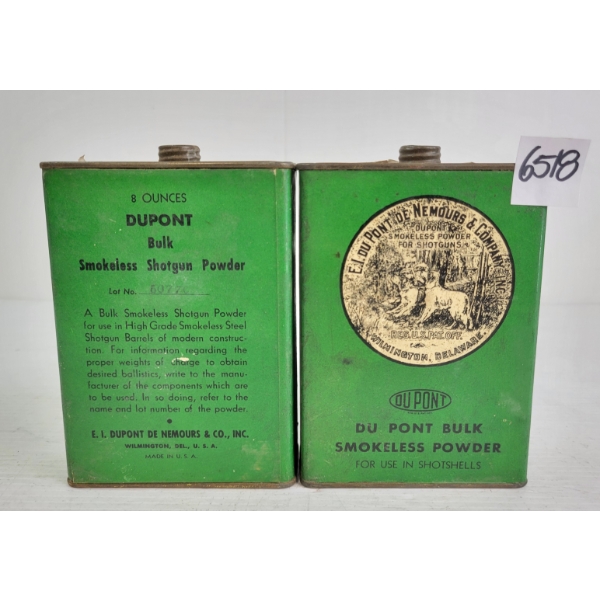 8 OUNCES
DUPONT
Bulk
Smokeless Shotgun Powder
Lot No.
A Bulk Smokeless Shotgun Powder
for use in High Grade Smokeless Steel
Shotgun Barrels of modern construc-
tion. For information regarding the
proper weights of charge to obtain
desired ballistics, write to the manu-
facturer of the components which are
to be used. In so doing, refer to the
name and lot number of the powder.
E. I. DUPONT DE NEMOURS & CO., INC.
WILMINGTON, DEL., U. S. A.
MADE IN U. S. A.
6518
E.I. DU PONT DE NEMOURS & COMPANY, INC.
DUPONT
SMOKELESS POWDER
FOR SHOTGUNS
REG. U.S. PAT. OFF.
WILMINGTON, DELAWARE.
DU PONT
DU PONT BULK
SMOKELESS POWDER
FOR USE IN SHOTSHELLS